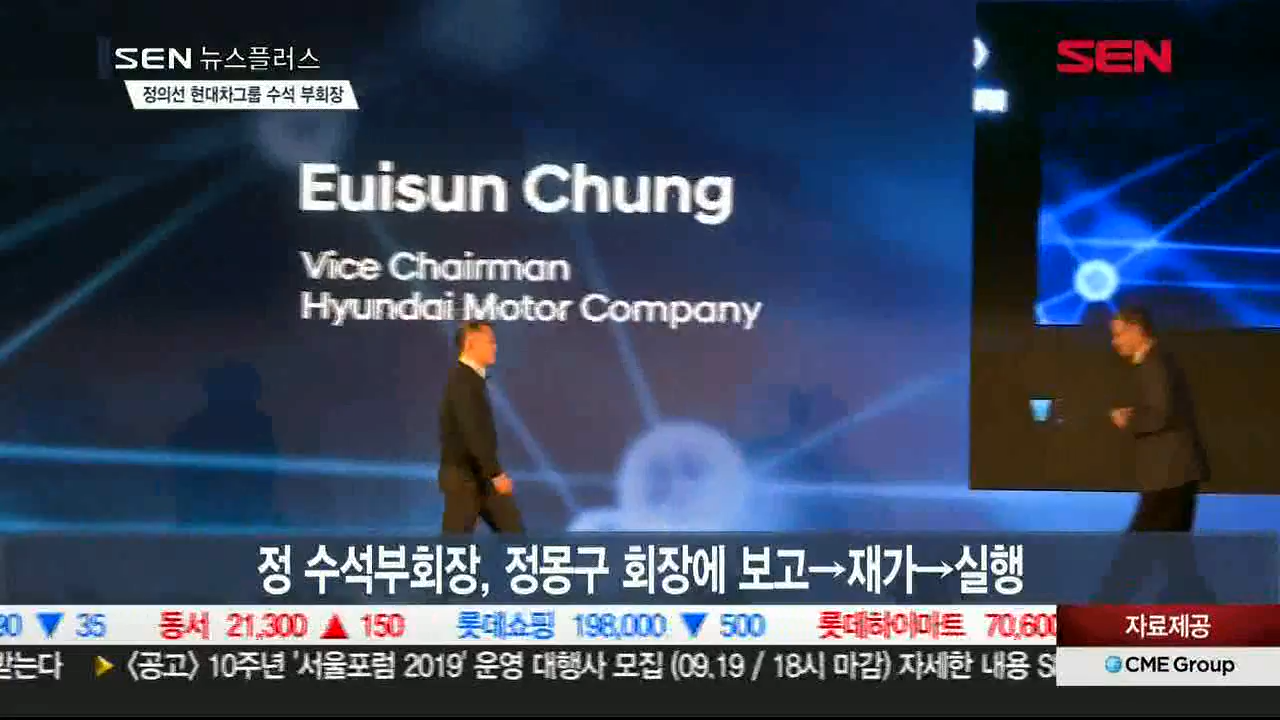 SEN 뉴스플러스
SEN
정의선 현대차그룹 수석 부회장
Euisun Chung
Vice Chairman
Hyundai Motor Company
정 수석부회장, 정몽구 회장에 보고→재가→실행
▼ 35 동서 21,300 ▲ 150 롯데쇼핑 198,000 ▼ 500 롯데하이마트 70,600
자료제공
받는다 ▶ <공고> 10주년 '서울포럼 2019' 운영 대행사 모집 (09.19 / 18시 마감) 자세한 내용
CME Group